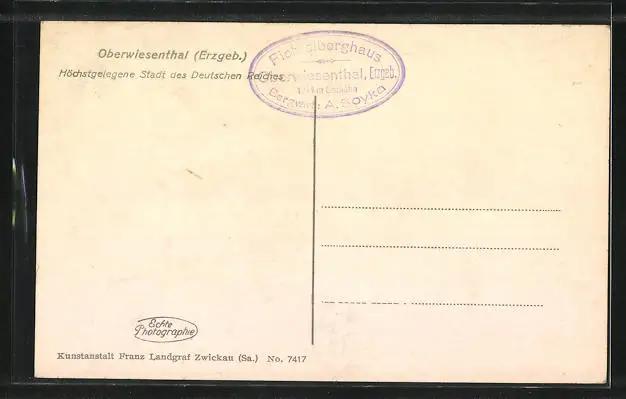 Oberwiesenthal (Erzgeb.)
Höchstgelegene Stadt des Deutschen Reiches
Fichtelberghaus
Oberwiesenthal, Erzgeb.
Bergwirt: A. Soyka
Echte
Photographie
Kunstanstalt Franz Landgraf Zwickau (Sa.) No. 7417